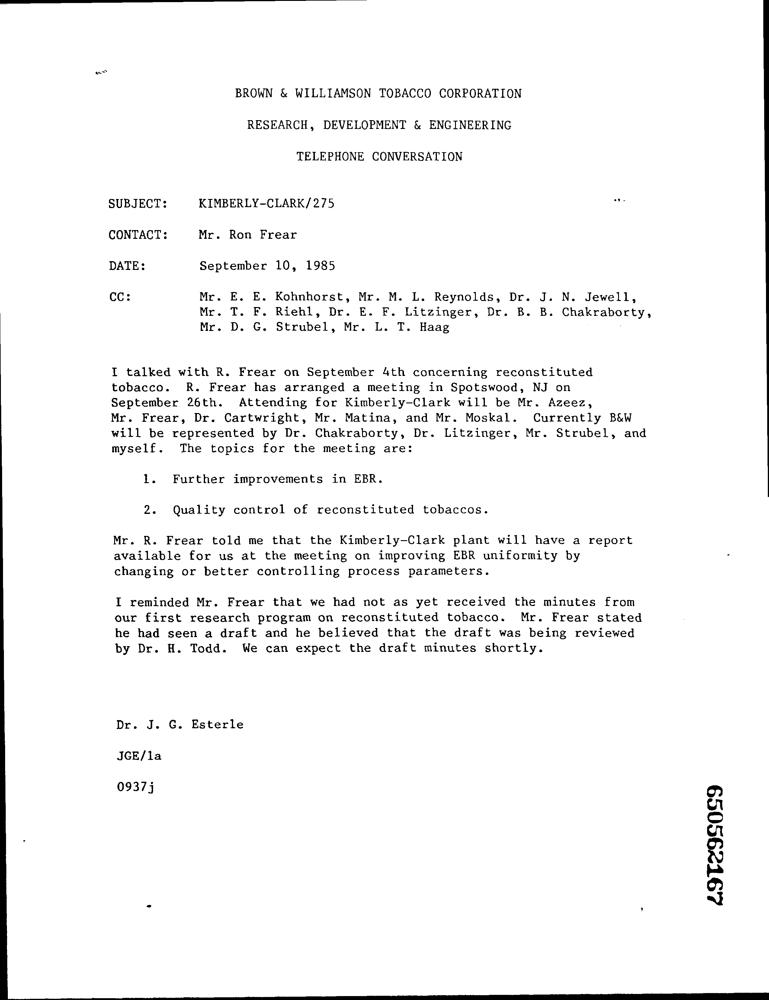 BROWN & WILLIAMSON TOBACCO CORPORATION
RESEARCH, DEVELOPMENT & ENGINEERING
TELEPHONE CONVERSATION
SUBJECT: KIMBERLY-CLARK/275
CONTACT: Mr. Ron Frear
DATE: September 10, 1985
CC: Mr. E. E. Kohnhorst, Mr. M. L. Reynolds, Dr. J. N. Jewell,
Mr. T. F. Riehl, Dr. E. F. Litzinger, Dr. B. B. Chakraborty,
Mr. D. G. Strubel, Mr. L. T. Haag
I talked with R. Frear on September 4th concerning reconstituted
tobacco. R. Frear has arranged a meeting in Spotswood, NJ on
September 26th. Attending for Kimberly-Clark will be Mr. Azeez,
Mr. Frear, Dr. Cartwright, Mr. Matina, and Mr. Moskal. Currently B&W
will be represented by Dr. Chakraborty, Dr. Litzinger, Mr. Strubel, and
myself. The topics for the meeting are:
1. Further improvements in EBR.
2. Quality control of reconstituted tobaccos.
Mr. R. Frear told me that the Kimberly-Clark plant will have a report
available for us at the meeting on improving EBR uniformity by
changing or better controlling process parameters.
I reminded Mr. Frear that we had not as yet received the minutes from
our first research program on reconstituted tobacco. Mr. Frear stated
he had seen a draft and he believed that the draft was being reviewed
by Dr. H. Todd. We can expect the draft minutes shortly.
Dr. J. G. Esterle
JGE/la
0937j
650562167